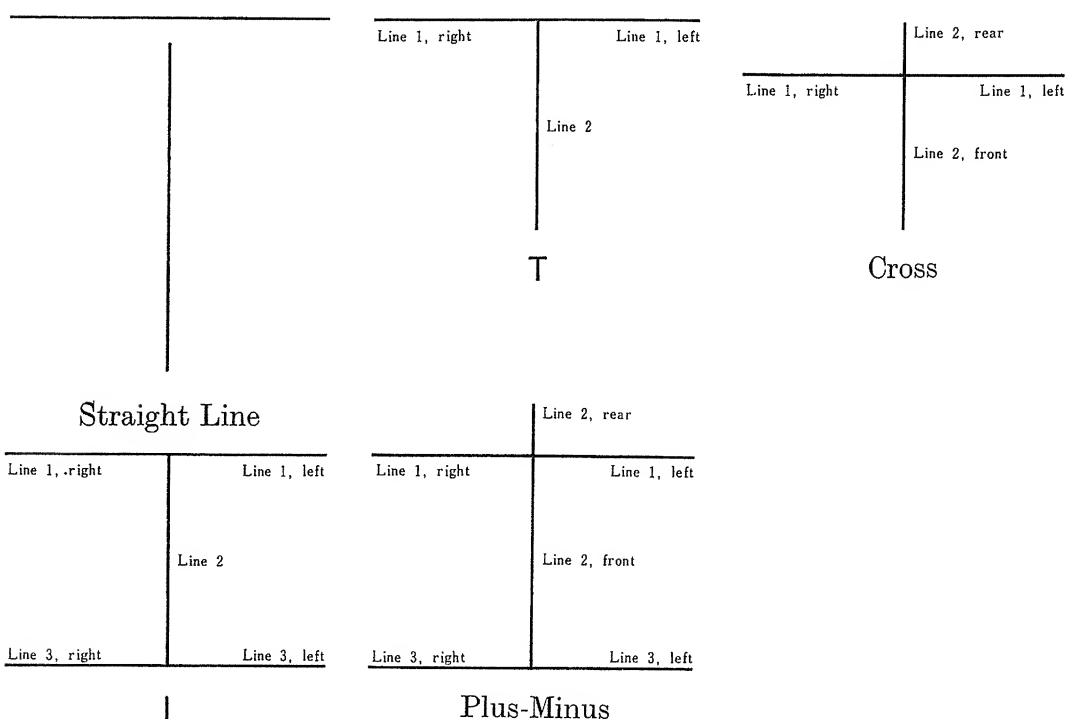 Line 1, right
Line 1, left
Line 2
T
Line 2, rear
Line 1, right
Line 1, left
Line 2, front
Cross
Straight Line
Line 1, right
Line 1, left
Line 2
Line 3, right
Line 3, left
Line 2, rear
Line 1, right
Line 1, left
Line 2, front
Line 3, right
Line 3, left
Plus-Minus